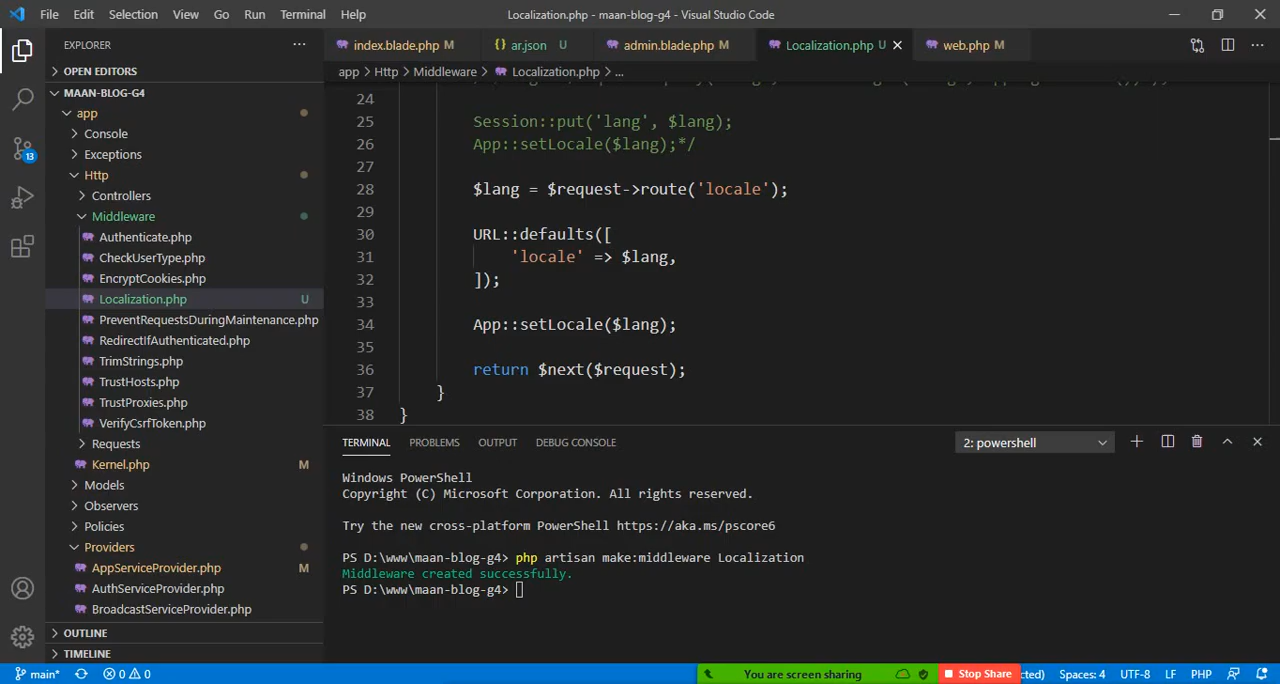 File Edit Selection View Go Run Terminal Help Localization.php - maan-blog-g4 - Visual Studio Code
EXPLORER
index.blade.php M
ar.json U
admin.blade.php M
Localization.php U
web.php M
OPEN EDITORS
app > Http > Middleware > Localization.php > ...
MAAN-BLOG-G4
app
Console
Exceptions
Http
Controllers
Middleware
Authenticate.php
CheckUserType.php
EncryptCookies.php
Localization.php U
PreventRequestsDuringMaintenance.php
RedirectIfAuthenticated.php
TrimStrings.php
TrustHosts.php
TrustProxies.php
VerifyCsrfToken.php
Requests
Kernel.php M
Models
Observers
Policies
Providers
AppServiceProvider.php M
AuthServiceProvider.php
BroadcastServiceProvider.php
OUTLINE
TIMELINE
24
25 Session::put('lang', $lang);
26 App::setLocale($lang);*/
27
28 $lang = $request->route('locale');
29
30 URL::defaults([
31 'locale' => $lang,
32 ]);
33
34 App::setLocale($lang);
35
36 return $next($request);
37 }
38 }
TERMINAL PROBLEMS OUTPUT DEBUG CONSOLE 2: powershell
Windows PowerShell
Copyright (C) Microsoft Corporation. All rights reserved.
Try the new cross-platform PowerShell https://aka.ms/pscore6
PS D:\www\maan-blog-g4> php artisan make:middleware Localization
Middleware created successfully.
PS D:\www\maan-blog-g4>
13
main* 0 0 You are screen sharing Stop Share cted) Spaces: 4 UTF-8 LF PHP